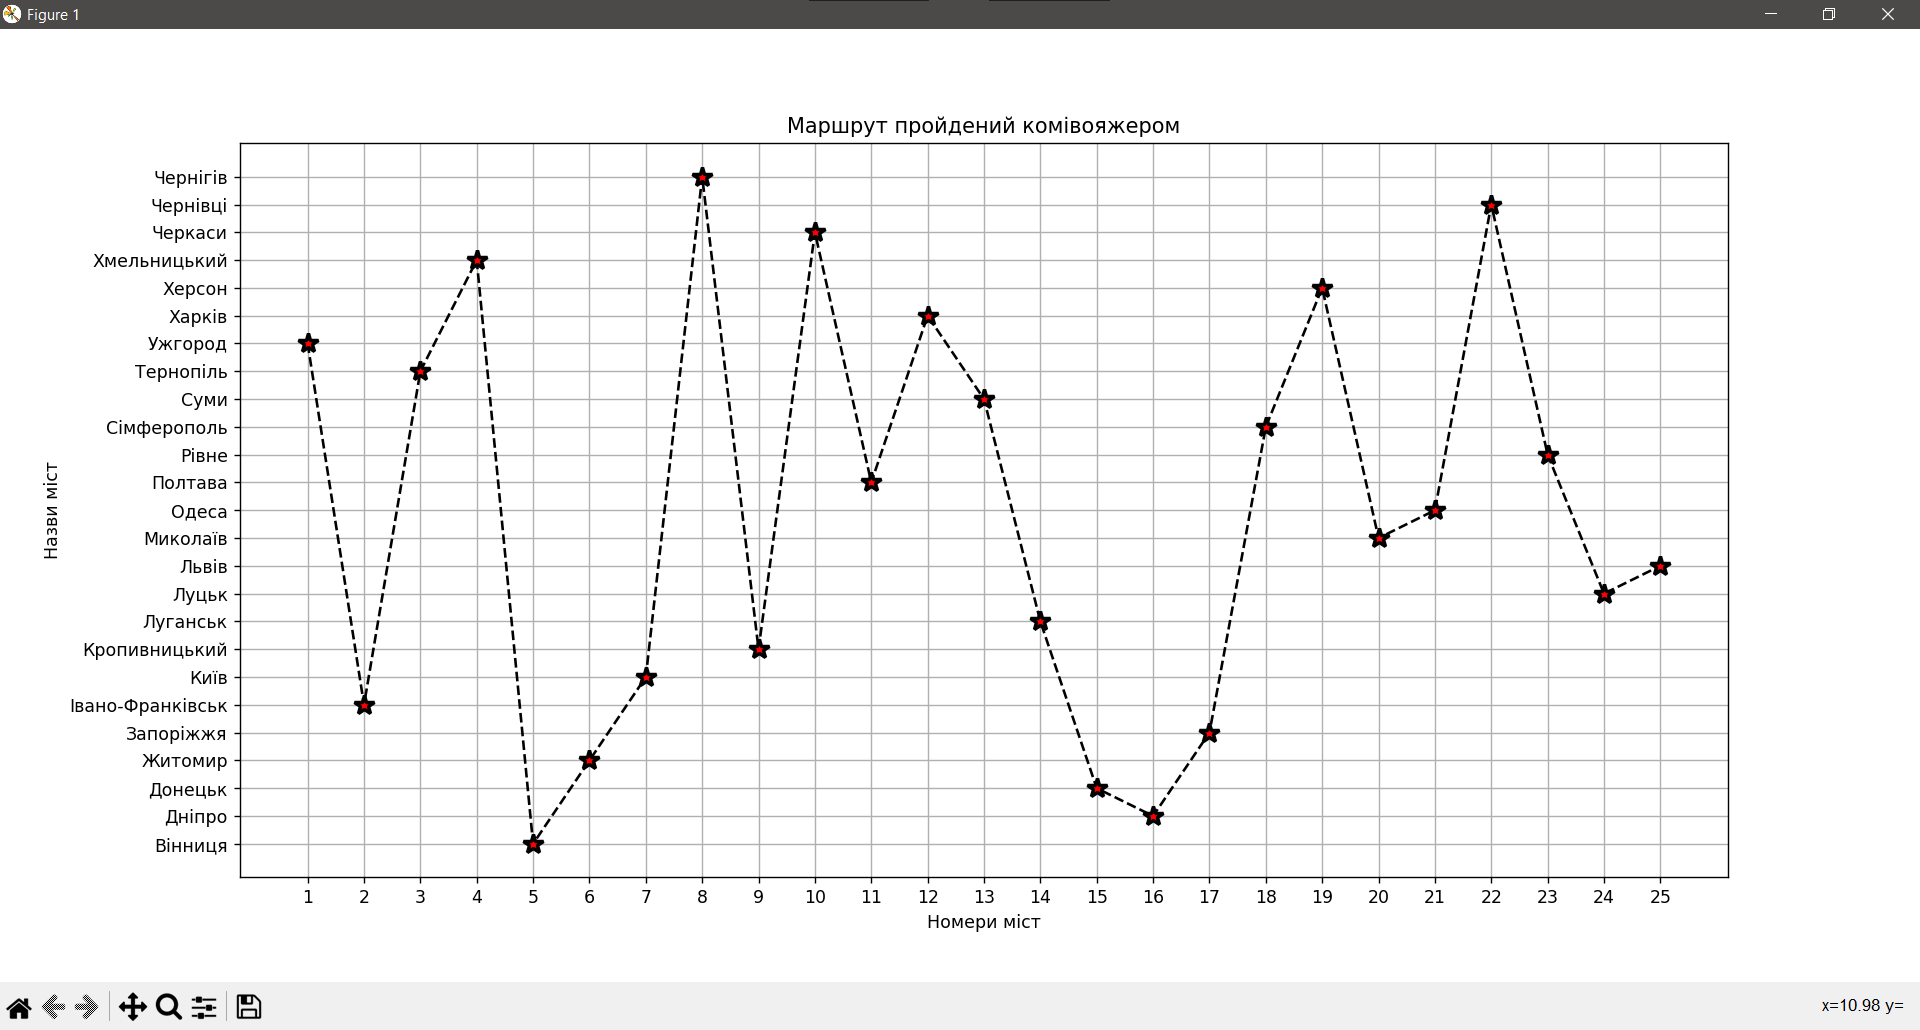 Figure 1
Маршрут пройдений комівояжером
Чернігів
Чернівці
Черкаси
Хмельницький
Херсон
Харків
Ужгород
Тернопіль
Суми
Сімферополь
Рівне
Полтава
Одеса
Миколаїв
Львів
Луцьк
Луганськ
Кропивницький
Київ
Івано-Франківськ
Запоріжжя
Житомир
Донецьк
Дніпро
Вінниця
Назви міст
1 2 3 4 5 6 7 8 9 10 11 12 13 14 15 16 17 18 19 20 21 22 23 24 25
Номери міст
x=10.98 y=